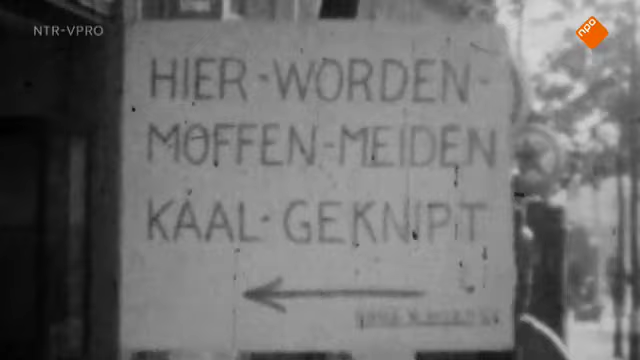 NTR-VPRO
npo
HIER-WORDEN-
MOFFEN-MEIDEN
KAAL-GEKNIPT